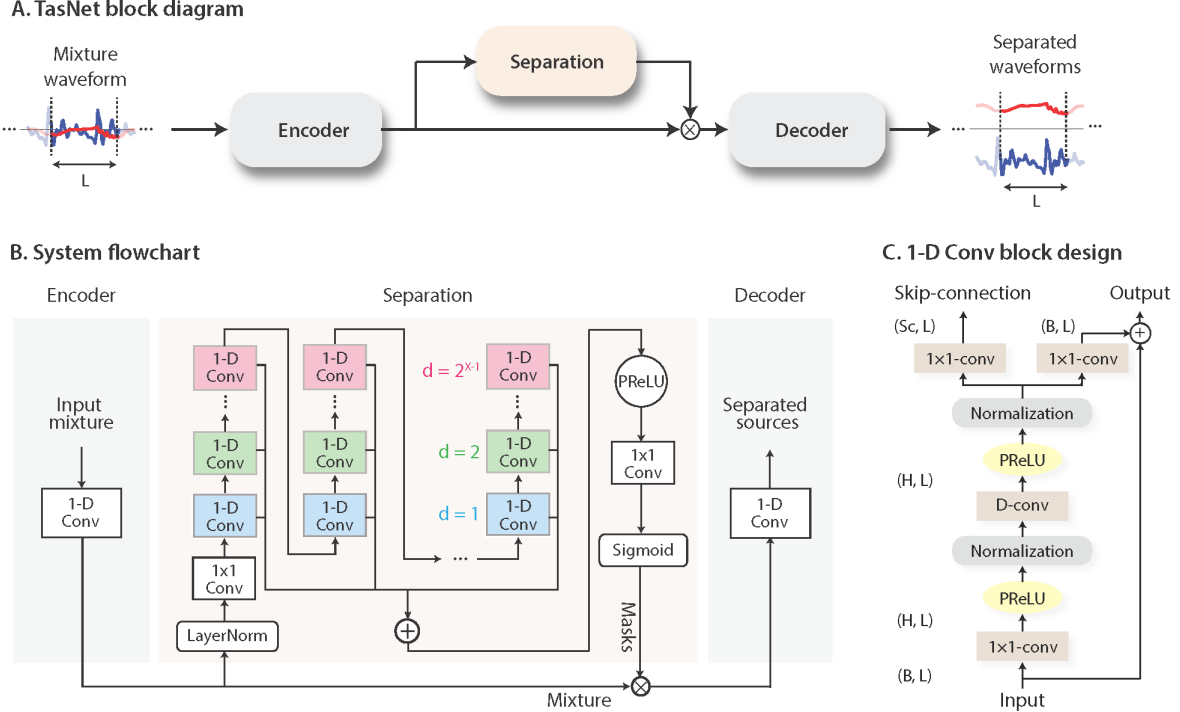 A. TasNet block diagram
Mixture
waveform
...
...
L
Encoder
Separation
Decoder
Separated
waveforms
...
...
L
B. System flowchart
Encoder
Separation
Decoder
Input
mixture
1-D
Conv
1-D
Conv
1-D
Conv
1-D
Conv
1x1
Conv
LayerNorm
1-D
Conv
1-D
Conv
1-D
Conv
...
d = 2^X-1
d = 2
d = 1
1-D
Conv
1-D
Conv
1-D
Conv
PReLU
1x1
Conv
Sigmoid
Masks
Mixture
Separated
sources
1-D
Conv
C. 1-D Conv block design
Skip-connection
Output
(Sc, L)
(B, L)
1×1-conv
1×1-conv
Normalization
PReLU
(H, L)
D-conv
Normalization
PReLU
(H, L)
1×1-conv
(B, L)
Input